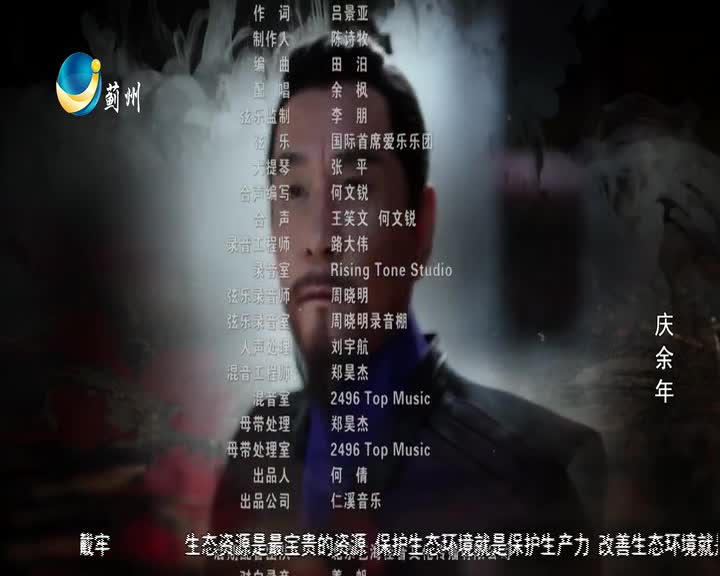 作 词 吕景亚
制作人 陈诗牧
编 曲 田 汨
配 唱 余 枫
弦乐监制 李 朋
弦 乐 国际首席爱乐乐团
大提琴 张 平
合声编写 何文锐
合 声 王笑文 何文锐
录音工程师 路大伟
录音室 Rising Tone Studio
弦乐录音师 周晓明
弦乐录音室 周晓明录音棚
人声处理 刘宇航
混音工程师 郑昊杰
混音室 2496 Top Music
母带处理 郑昊杰
母带处理室 2496 Top Music
出品人 何 倩
出品公司 仁溪音乐
蓟州
庆余年
戴牢 生态资源是最宝贵的资源 保护生态环境就是保护生产力 改善生态环境就是